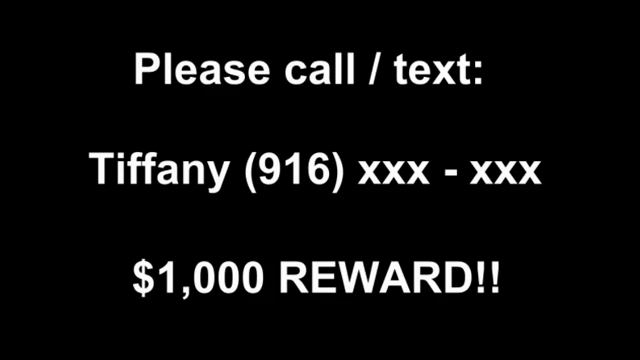 Please call / text:
Tiffany (916) xxx - xxx
$1,000 REWARD!!